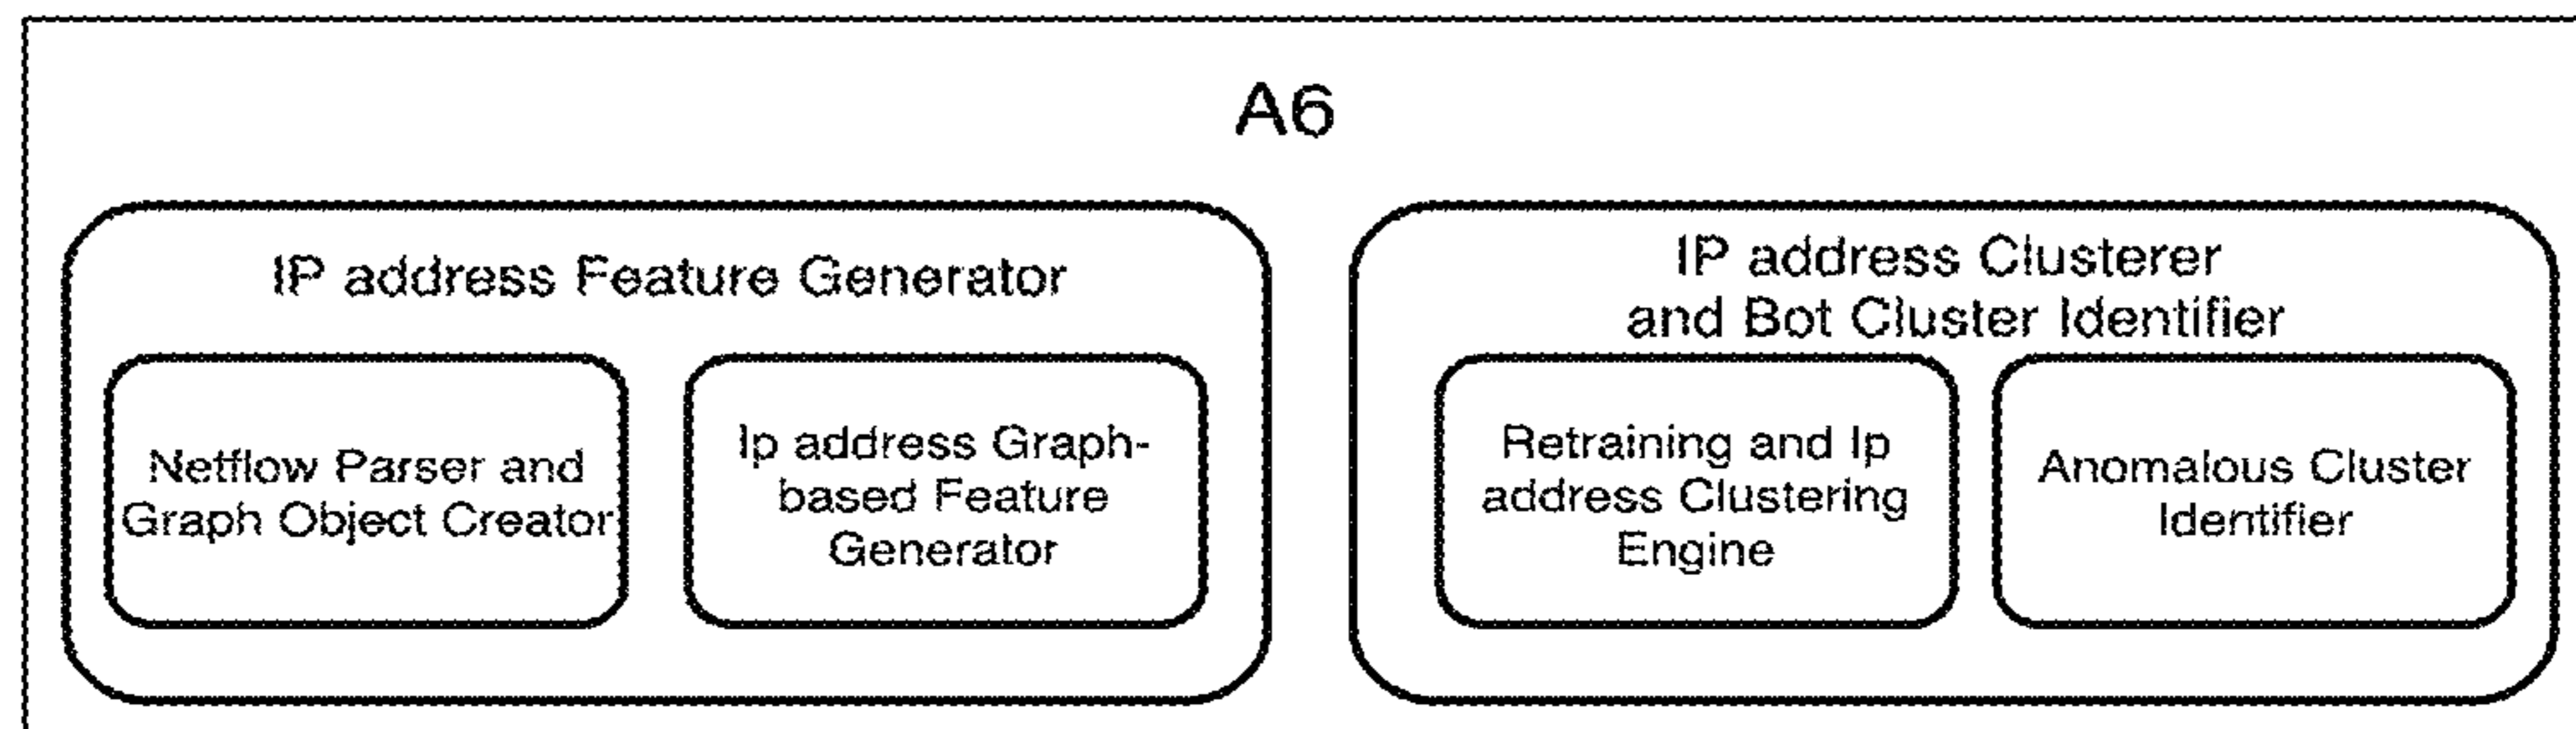 A6
IP address Feature Generator
Netflow Parser and
Graph Object Creator
Ip address Graph-
based Feature
Generator
IP address Clusterer
and Bot Cluster Identifier
Retraining and Ip
address Clustering
Engine
Anomalous Cluster
Identifier